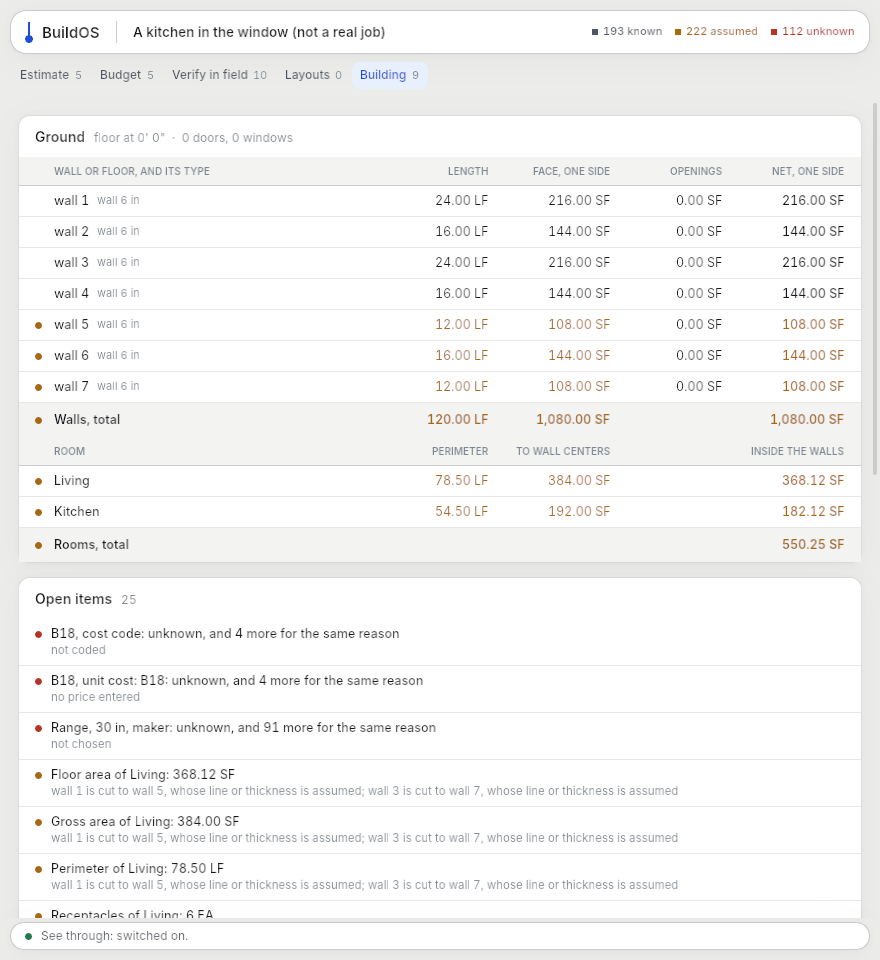 BuildOS A kitchen in the window (not a real job) 193 known 222 assumed 112 unknown
Estimate 5 Budget 5 Verify in field 10 Layouts 0 Building 9
Ground floor at 0' 0" · 0 doors, 0 windows
WALL OR FLOOR, AND ITS TYPE LENGTH FACE, ONE SIDE OPENINGS NET, ONE SIDE
wall 1 wall 6 in 24.00 LF 216.00 SF 0.00 SF 216.00 SF
wall 2 wall 6 in 16.00 LF 144.00 SF 0.00 SF 144.00 SF
wall 3 wall 6 in 24.00 LF 216.00 SF 0.00 SF 216.00 SF
wall 4 wall 6 in 16.00 LF 144.00 SF 0.00 SF 144.00 SF
wall 5 wall 6 in 12.00 LF 108.00 SF 0.00 SF 108.00 SF
wall 6 wall 6 in 16.00 LF 144.00 SF 0.00 SF 144.00 SF
wall 7 wall 6 in 12.00 LF 108.00 SF 0.00 SF 108.00 SF
Walls, total 120.00 LF 1,080.00 SF 1,080.00 SF
ROOM PERIMETER TO WALL CENTERS INSIDE THE WALLS
Living 78.50 LF 384.00 SF 368.12 SF
Kitchen 54.50 LF 192.00 SF 182.12 SF
Rooms, total 550.25 SF
Open items 25
B18, cost code: unknown, and 4 more for the same reason
not coded
B18, unit cost: B18: unknown, and 4 more for the same reason
no price entered
Range, 30 in, maker: unknown, and 91 more for the same reason
not chosen
Floor area of Living: 368.12 SF
wall 1 is cut to wall 5, whose line or thickness is assumed; wall 3 is cut to wall 7, whose line or thickness is assumed
Gross area of Living: 384.00 SF
wall 1 is cut to wall 5, whose line or thickness is assumed; wall 3 is cut to wall 7, whose line or thickness is assumed
Perimeter of Living: 78.50 LF
wall 1 is cut to wall 5, whose line or thickness is assumed; wall 3 is cut to wall 7, whose line or thickness is assumed
Receptacles of Living: 6 EA
See through: switched on.